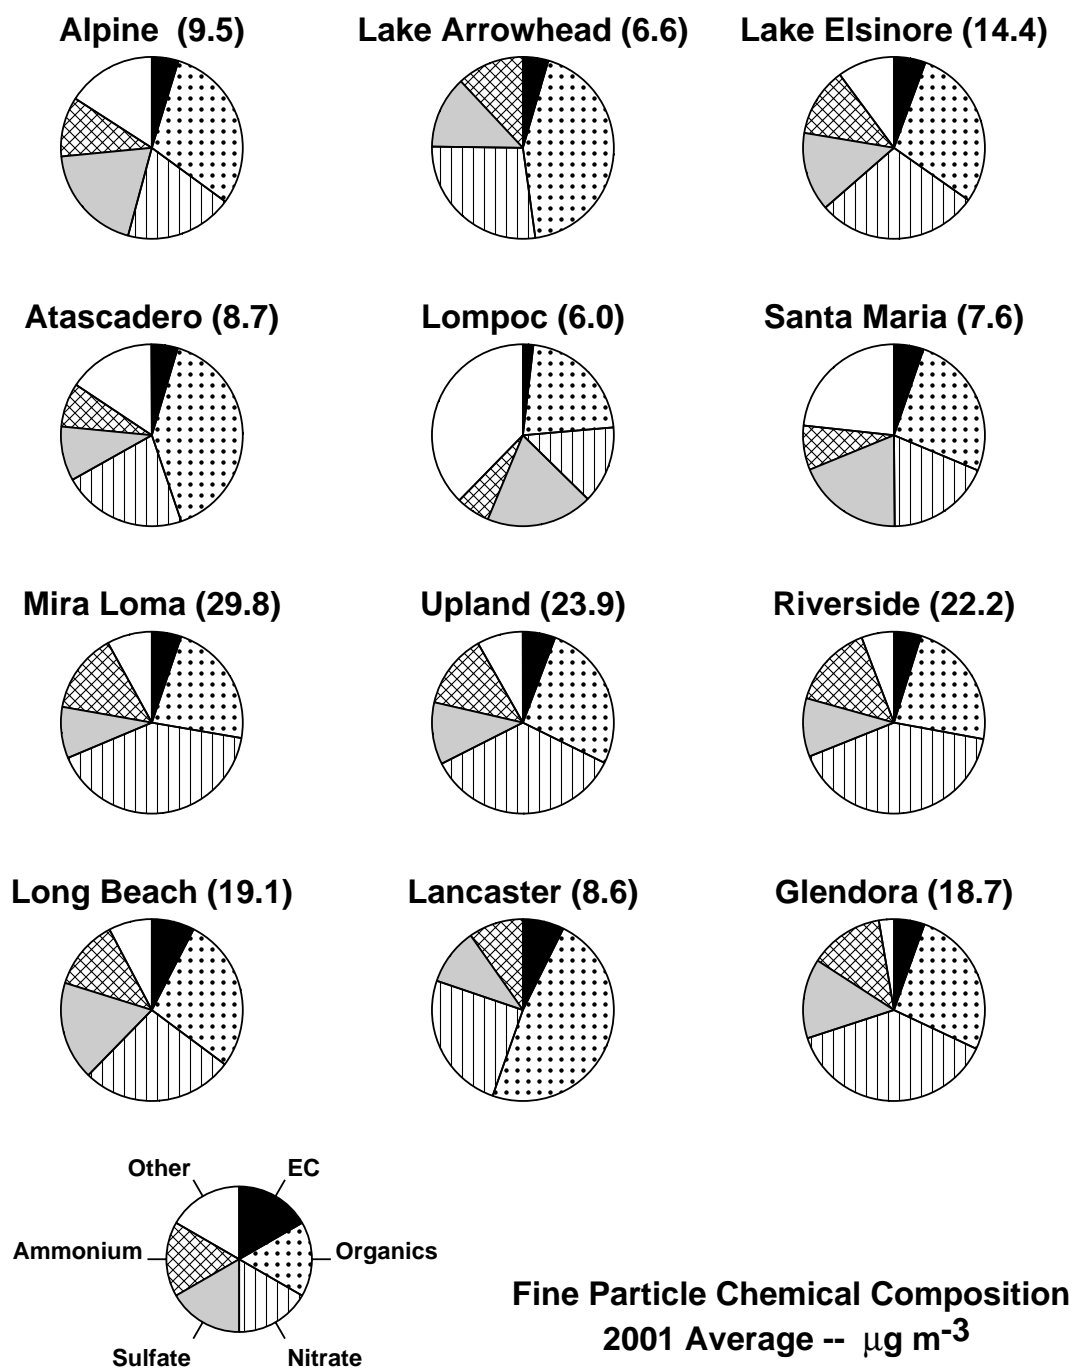 Alpine  (9.5)
Lake Arrowhead (6.6)
Lake Elsinore (14.4)
Atascadero (8.7)
Lompoc (6.0)
Santa Maria (7.6)
Mira Loma (29.8)
Upland (23.9)
Riverside (22.2)
Long Beach (19.1)
Lancaster (8.6)
Glendora (18.7)
Other
EC
Ammonium
Organics
Sulfate
Nitrate
Fine Particle Chemical Composition
2001 Average -- μg m⁻³